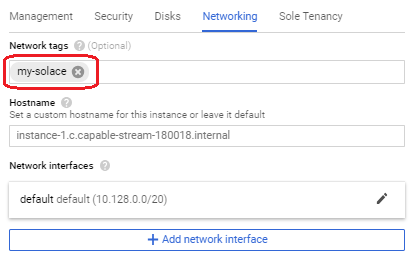 Management Security Disks Networking Sole Tenancy
Network tags (Optional)
my-solace
Hostname
Set a custom hostname for this instance or leave it default
instance-1.c.capable-stream-180018.internal
Network interfaces
default default (10.128.0.0/20)
Add network interface